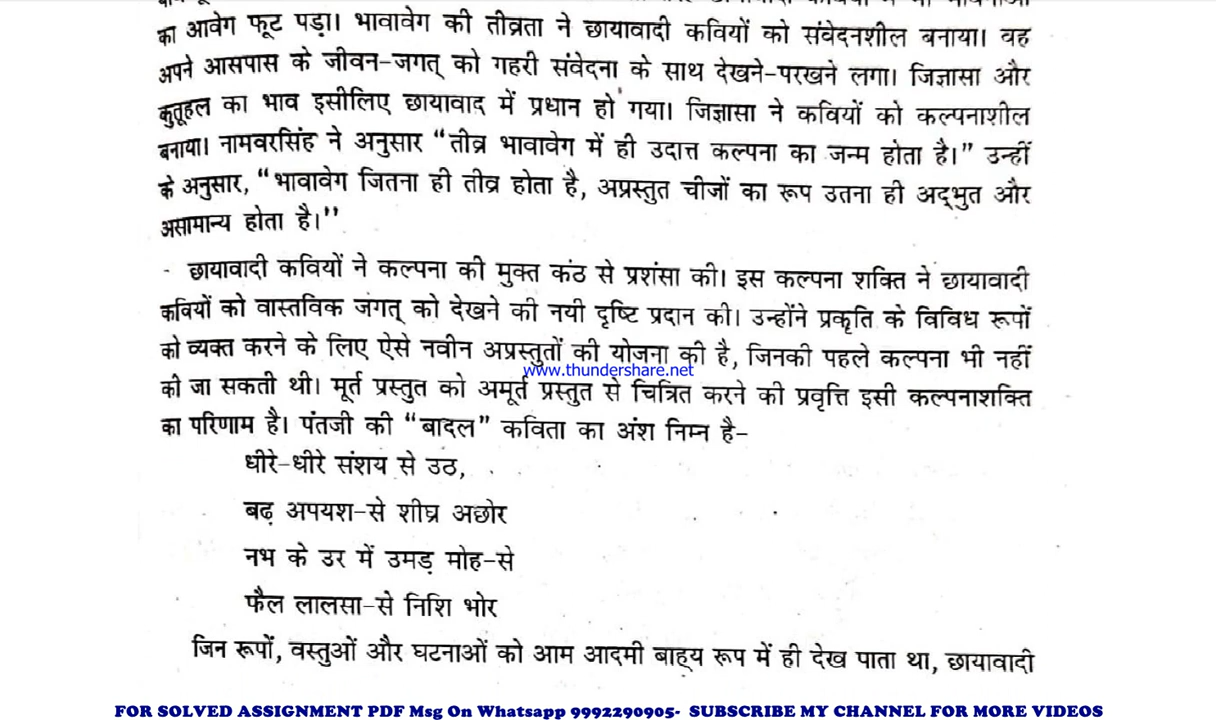 का आवेग फूट पड़ा। भावावेग की तीव्रता ने छायावादी कवियों को संवेदनशील बनाया। वह
अपने आसपास के जीवन-जगत् को गहरी संवेदना के साथ देखने-परखने लगा। जिज्ञासा और
कुतूहल का भाव इसीलिए छायावाद में प्रधान हो गया। जिज्ञासा ने कवियों को कल्पनाशील
बनाया। नामवरसिंह ने अनुसार “तीव्र भावावेग में ही उदात्त कल्पना का जन्म होता है।” उन्हीं
के अनुसार, “भावावेग जितना ही तीव्र होता है, अप्रस्तुत चीजों का रूप उतना ही अद्‌भुत और
असामान्य होता है।''
- छायावादी कवियों ने कल्पना की मुक्त कंठ से प्रशंसा की। इस कल्पना शक्ति ने छायावादी
कवियों को वास्तविक जगत् को देखने की नयी दृष्टि प्रदान की। उन्होंने प्रकृति के विविध रूपों
को व्यक्त करने के लिए ऐसे नवीन अप्रस्तुतों की योजना की है, जिनकी पहले कल्पना भी नहीं
www.thundershare.net
की जा सकती थी। मूर्त प्रस्तुत को अमूर्त प्रस्तुत से चित्रित करने की प्रवृत्ति इसी कल्पनाशक्ति
का परिणाम है। पंतजी की “बादल” कविता का अंश निम्न है-
धीरे-धीरे संशय से उठ,
बढ़ अपयश-से शीघ्र अछोर
नभ के उर में उमड़ मोह-से
फैल लालसा-से निशि भोर
जिन रूपों, वस्तुओं और घटनाओं को आम आदमी बाह्‌य रूप में ही देख पाता था, छायावादी
FOR SOLVED ASSIGNMENT PDF Msg On Whatsapp 9992290905- SUBSCRIBE MY CHANNEL FOR MORE VIDEOS